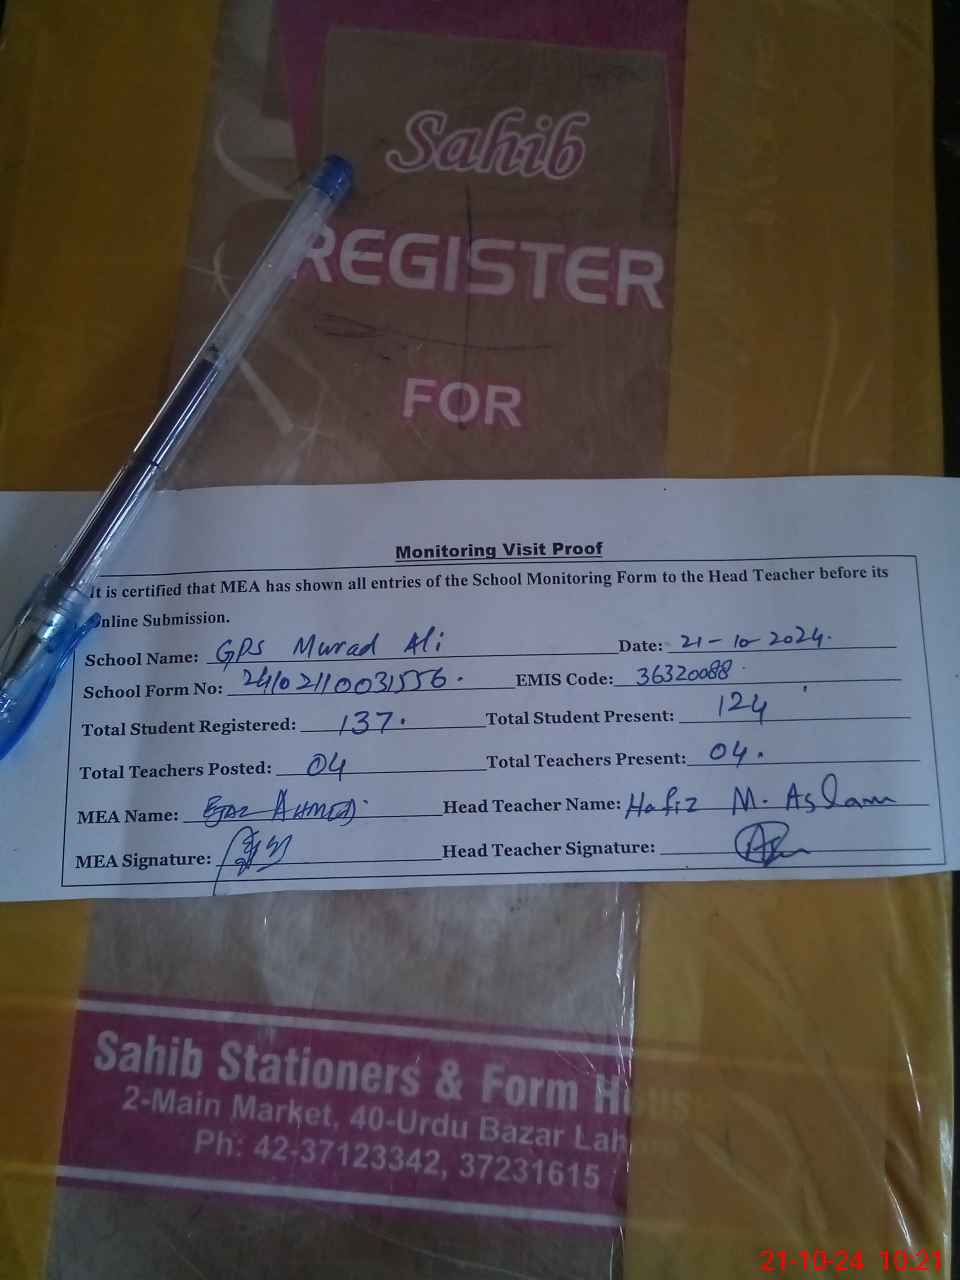 Sahib
REGISTER
FOR
Monitoring Visit Proof
It is certified that MEA has shown all entries of the School Monitoring Form to the Head Teacher before its
Online Submission.
School Name: GPS Murad Ali Date: 21-10-2024.
School Form No: 24102110031556. EMIS Code: 36320088
Total Student Registered: 137. Total Student Present: 124
Total Teachers Posted: 04 Total Teachers Present: 04.
MEA Name: Ejaz AHMED Head Teacher Name: Hafiz M. Aslam
MEA Signature: Head Teacher Signature:
Sahib Stationers & Form House
2-Main Market, 40-Urdu Bazar Lah
Ph: 42-37123342, 37231615
21-10-24 10:21